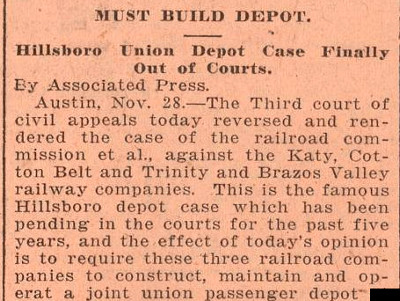 MUST BUILD DEPOT.
Hillsboro Union Depot Case Finally
Out of Courts.
By Associated Press.
Austin, Nov. 28.—The Third court of
civil appeals today reversed and ren-
dered the case of the railroad com-
mission et al., against the Katy, Cot-
ton Belt and Trinity and Brazos Valley
railway companies. This is the famous
Hillsboro depot case which has been
pending in the courts for the past five
years, and the effect of today's opinion
is to require these three railroad com-
panies to construct, maintain and op-
erat a joint union passenger depot